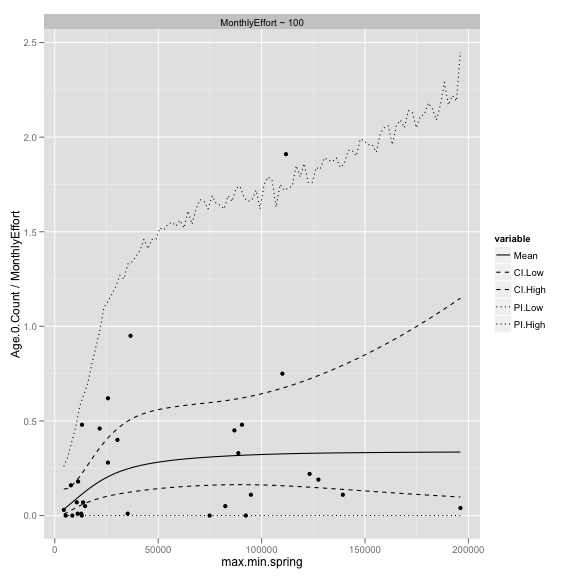 MonthlyEffort ~ 100
2.5
2.0
1.5
1.0
0.5
0.0
Age.0.Count / MonthlyEffort
0
50000
100000
150000
200000
max.min.spring
variable
Mean
CI.Low
CI.High
PI.Low
PI.High